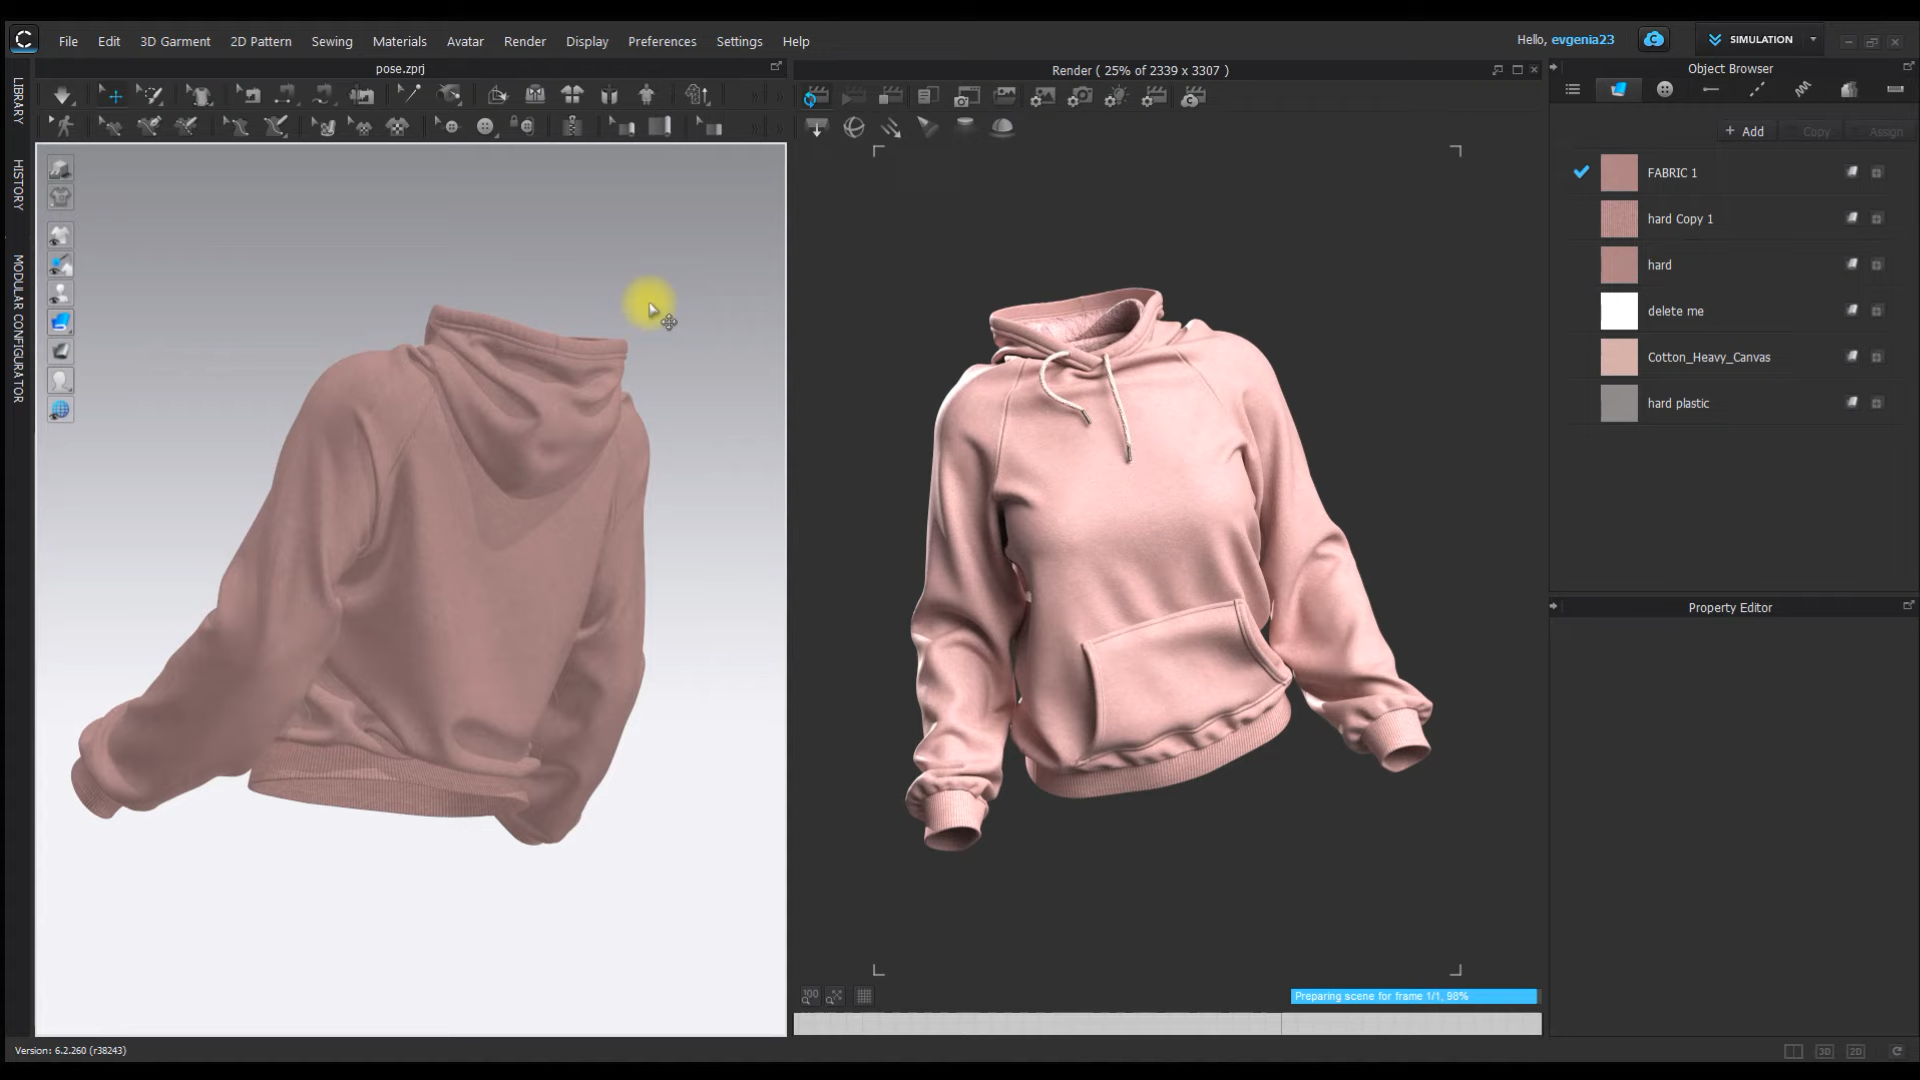 File Edit 3D Garment 2D Pattern Sewing Materials Avatar Render Display Preferences Settings Help
Hello, evgenia23
SIMULATION
pose.zprj
Render ( 25% of 2339 x 3307 )
Object Browser
LIBRARY
HISTORY
MODULAR CONFIGURATOR
+ Add
Copy
Assign
FABRIC 1
hard Copy 1
hard
delete me
Cotton_Heavy_Canvas
hard plastic
Property Editor
100
Preparing scene for frame 1/1, 98%
Version: 6.2.260 (r38243)
3D
2D